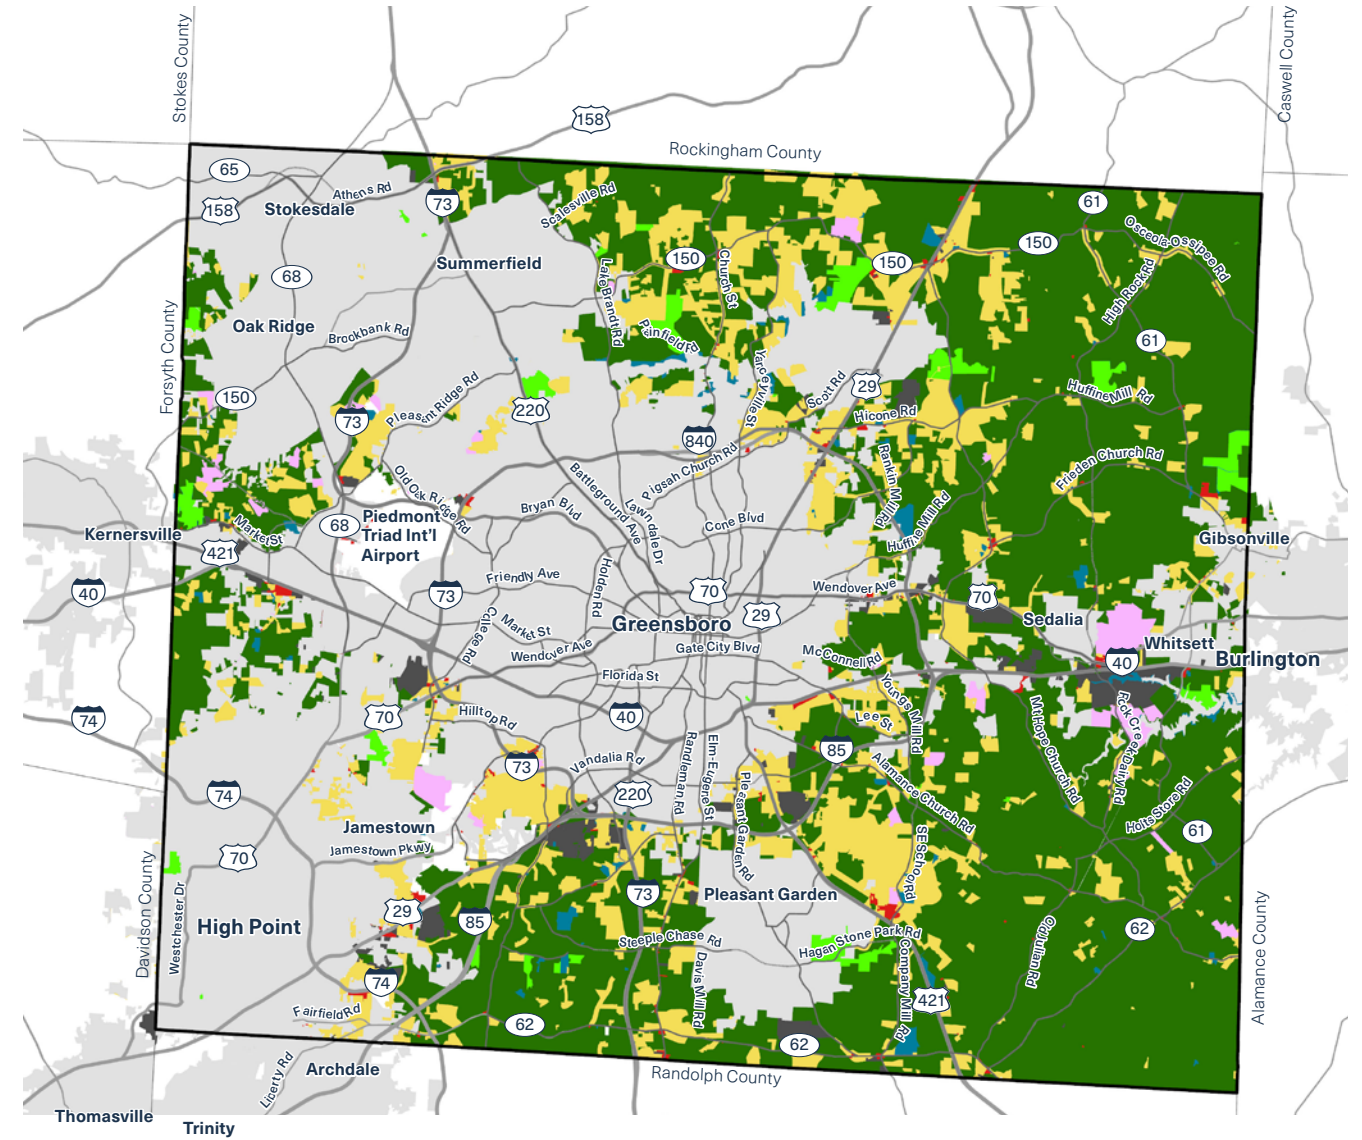 Stokes County
Caswell County
158
Rockingham County
65
Athens Rd
158
Stokesdale
73
Scalesville Rd
61
Osceola-Ossipee Rd
150
150
150
Church St
Summerfield
68
Lake Brandt Rd
High Rock Rd
Oak Ridge
Brookbank Rd
Plainfield Rd
61
Forsyth County
Yanceyville St
Scott Rd
29
Huffine Mill Rd
150
Pleasant Ridge Rd
220
73
Hicone Rd
840
Pigsah Church Rd
Frieden Church Rd
Old Oak Ridge Rd
Battleground Ave
Rankin Mill Rd
Bryan Blvd
Lawndale Dr
Cone Blvd
Huffine Mill Rd
Kernersville
Market St
68
Piedmont
Triad Int'l
Airport
Gibsonville
421
40
73
Friendly Ave
Holden Rd
70
Wendover Ave
70
29
Sedalia
College Rd
Market St
Greensboro
Wendover Ave
Gate City Blvd
McConnell Rd
Whitsett
40
Burlington
Florida St
Youngs Mill Rd
74
70
Hilltop Rd
40
Lee St
Mt Hope Church Rd
Rock Creek Dairy Rd
73
Vandalia Rd
Randleman Rd
Elm-Eugene St
85
Alamance Church Rd
74
220
Pleasant Garden Rd
Hoits Store Rd
Jamestown
Jamestown Pkwy
61
70
SE School Rd
Davidson County
Westchester Dr
73
Pleasant Garden
Alamance County
High Point
29
85
Steeple Chase Rd
Hagan Stone Park Rd
Old Julian Rd
62
74
Davis Mill Rd
Company Mill Rd
421
Fairfield Rd
62
62
Liberty Rd
Archdale
Randolph County
Thomasville
Trinity